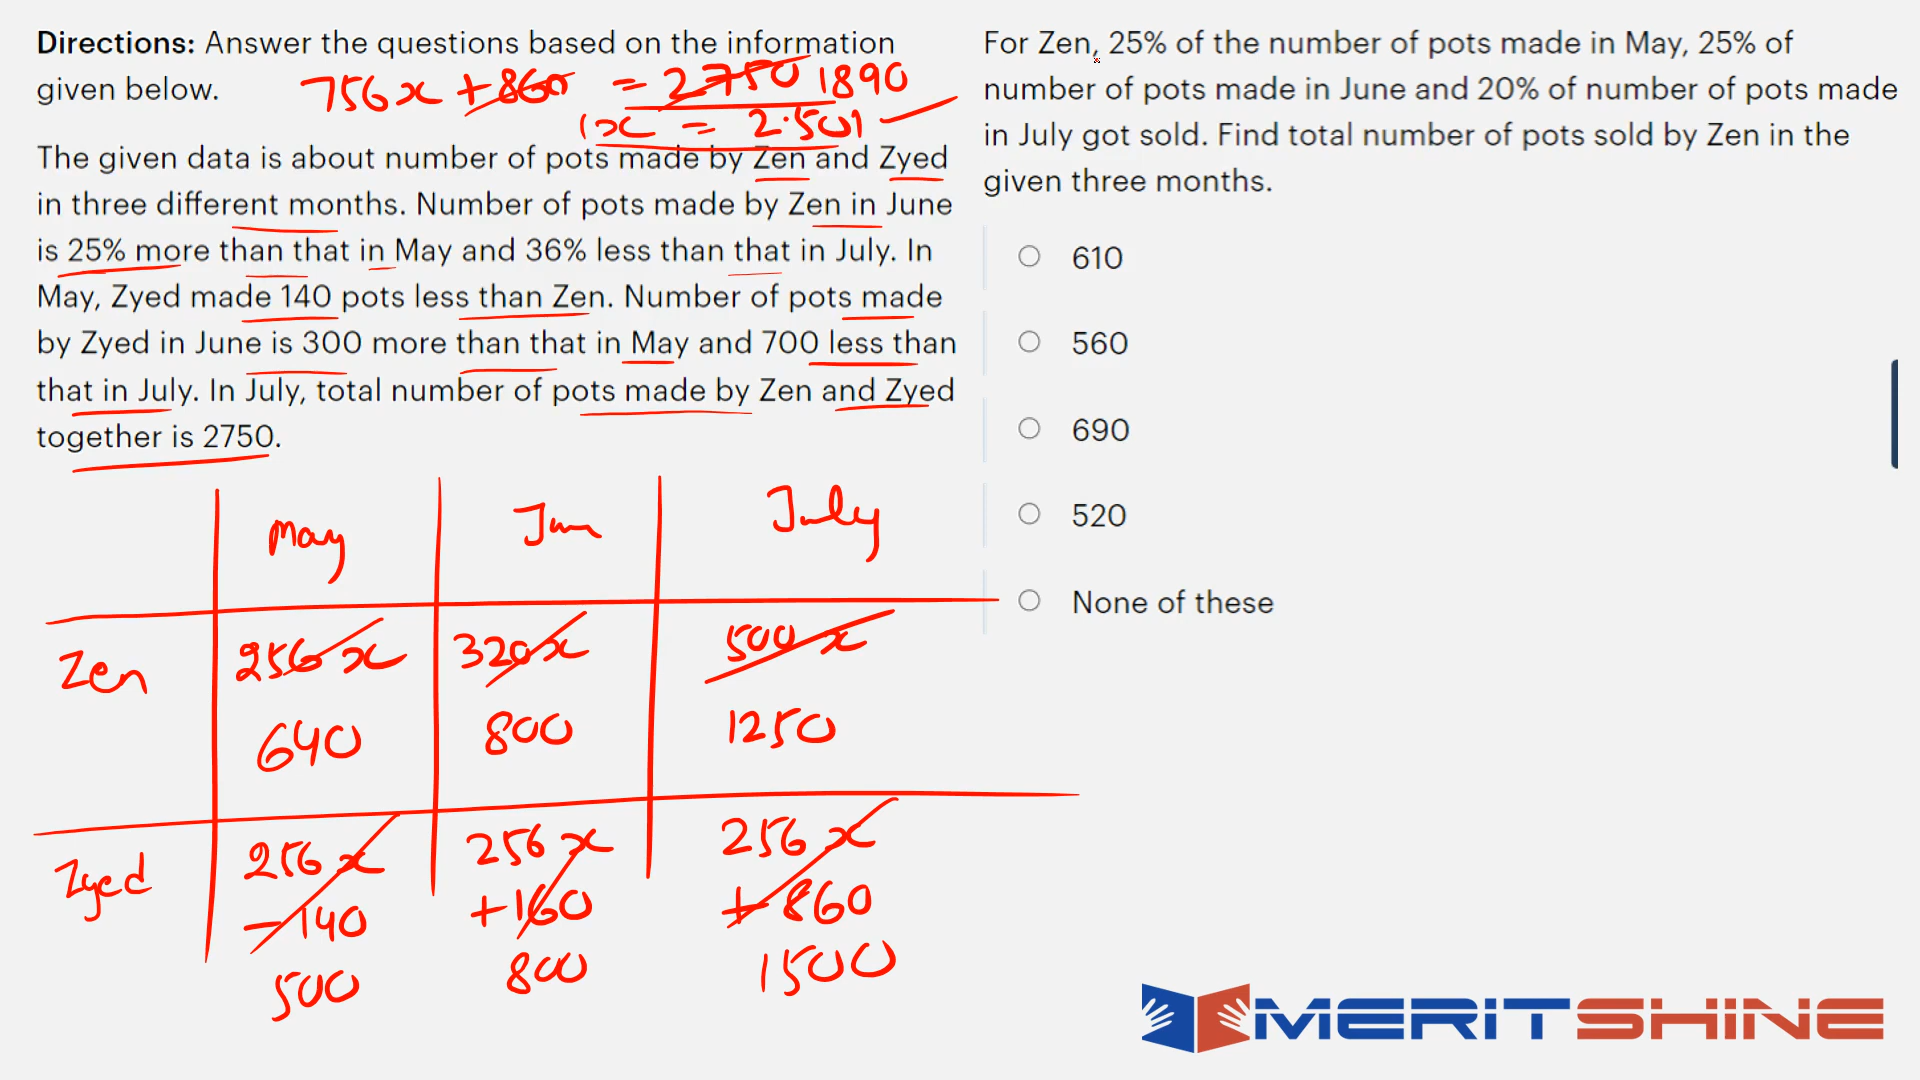 Directions: Answer the questions based on the information
given below.
756x + 860 = 2750 1890
1x = 2.501
The given data is about number of pots made by Zen and Zyed
in three different months. Number of pots made by Zen in June
is 25% more than that in May and 36% less than that in July. In
May, Zyed made 140 pots less than Zen. Number of pots made
by Zyed in June is 300 more than that in May and 700 less than
that in July. In July, total number of pots made by Zen and Zyed
together is 2750.
May Jun July
Zen 256x 320x 500x
640 800 1250
Zyed 256x 256x 256x
-140 +160 +860
500 800 1500
For Zen, 25% of the number of pots made in May, 25% of
number of pots made in June and 20% of number of pots made
in July got sold. Find total number of pots sold by Zen in the
given three months.
610
560
690
520
None of these
MERITSHINE